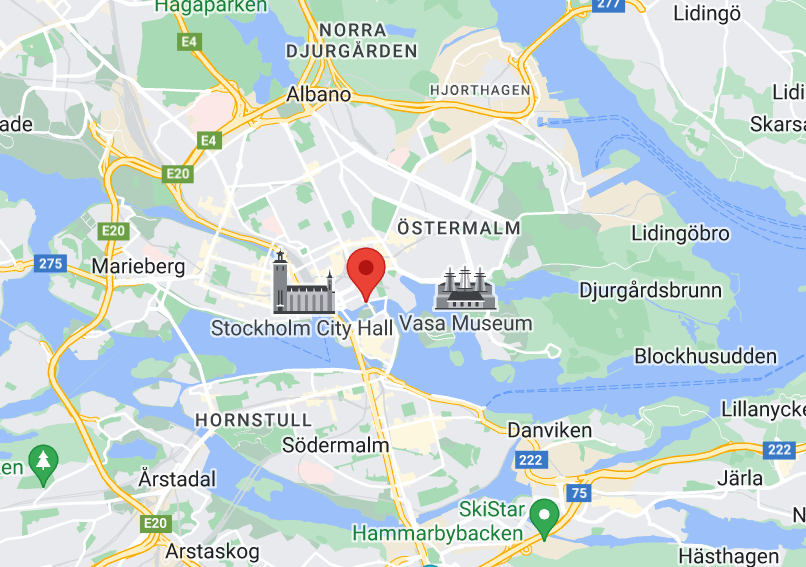 Hagaparken
277
Lidingö
NORRA
DJURGÅRDEN
E4
Albano
HJORTHAGEN
Lidi
ade
Skarsa
E4
E20
E20
ÖSTERMALM
Lidingöbro
275
Marieberg
Djurgårdsbrunn
Stockholm City Hall
Vasa Museum
Blockhusudden
Lillanycke
HORNSTULL
Södermalm
Danviken
222
222
en
Årstadal
75
Järla
SkiStar
Hammarbybacken
N
E20
Årstaskog
Hästhagen